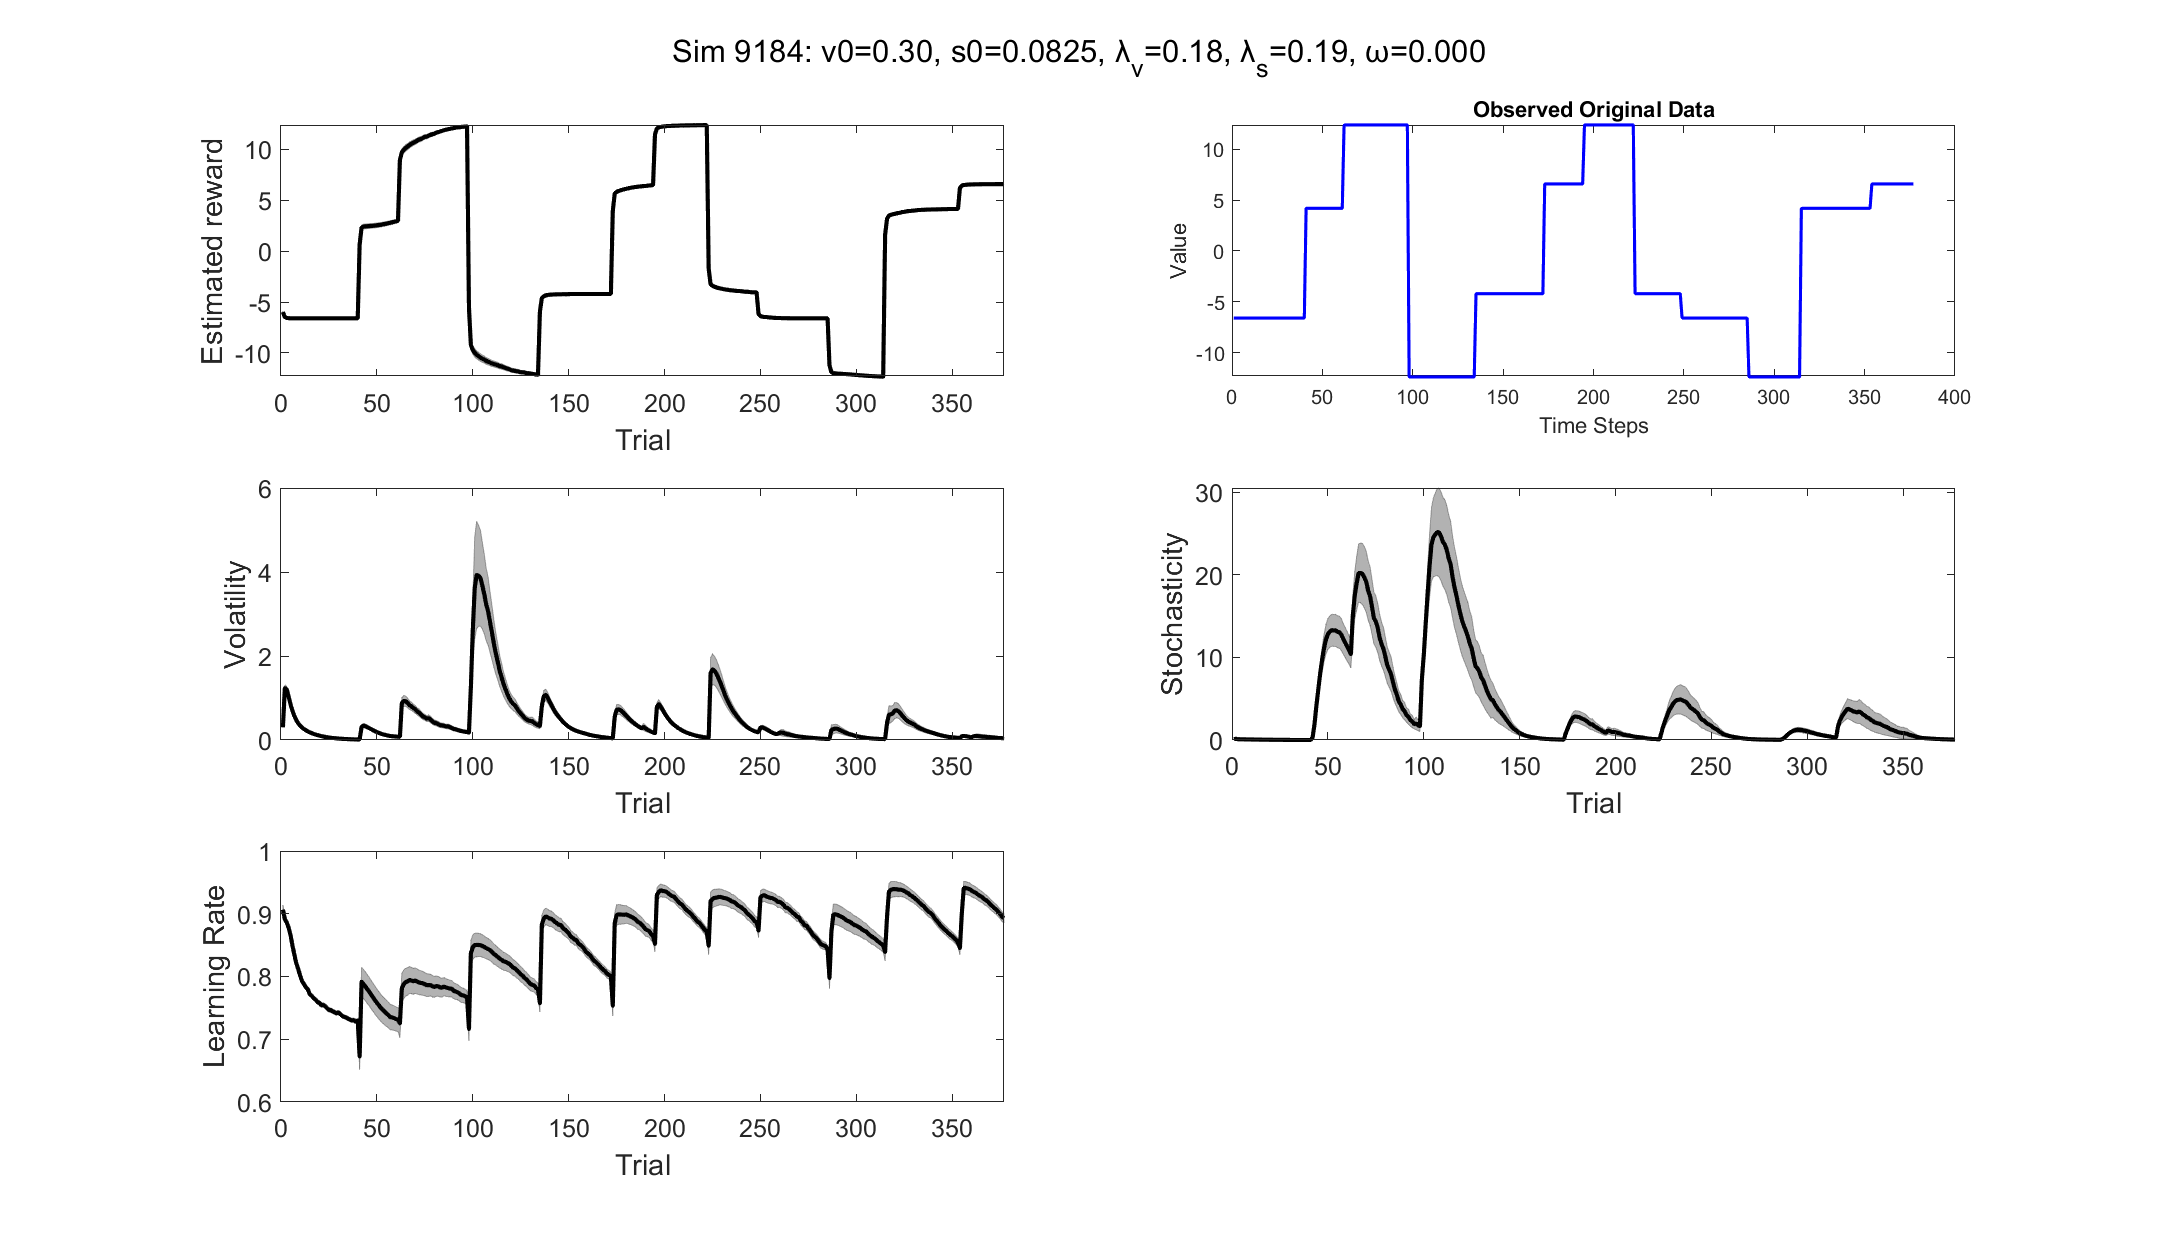 Sim 9184: v0=0.30, s0=0.0825, λ_v=0.18, λ_s=0.19, ω=0.000
Estimated reward
10
5
0
-5
-10
0 50 100 150 200 250 300 350
Trial
Observed Original Data
Value
10
5
0
-5
-10
0 50 100 150 200 250 300 350 400
Time Steps
Volatility
6
4
2
0
0 50 100 150 200 250 300 350
Trial
Stochasticity
30
20
10
0
0 50 100 150 200 250 300 350
Trial
Learning Rate
1
0.9
0.8
0.7
0.6
0 50 100 150 200 250 300 350
Trial